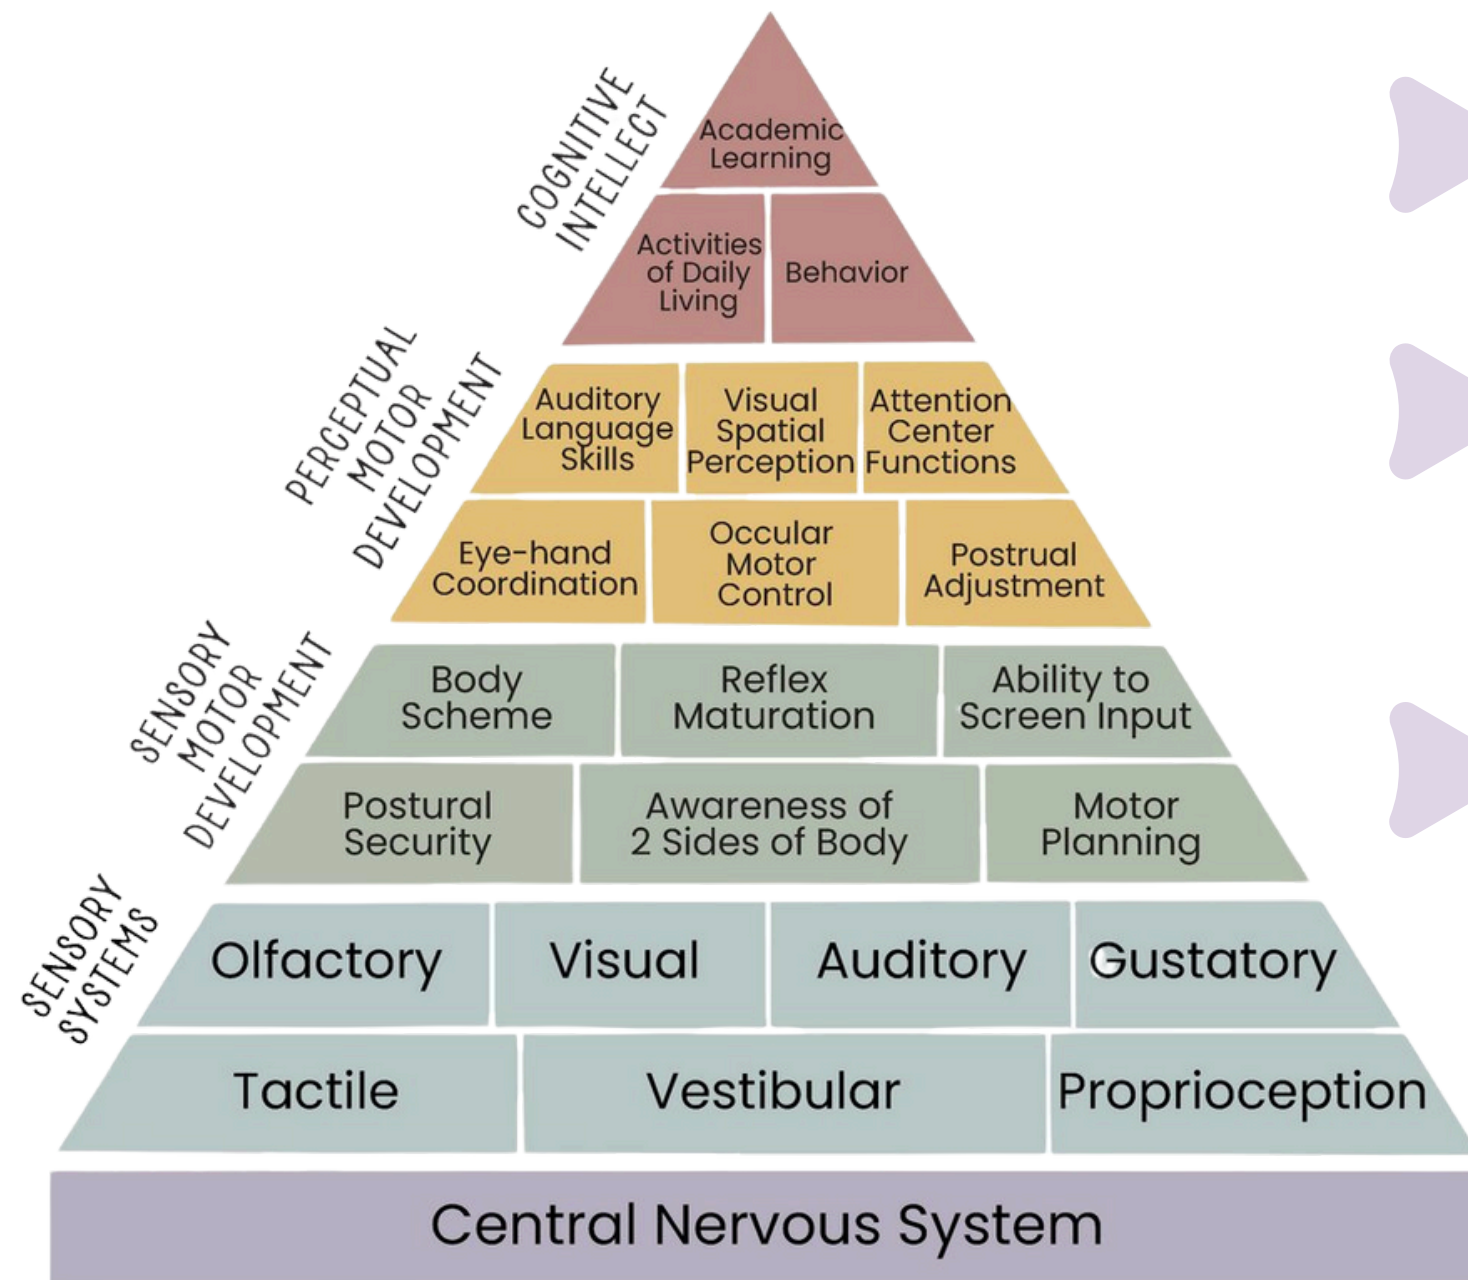 COGNITIVE
INTELLECT
Academic
Learning
Activities
of Daily
Living
Behavior
PERCEPTUAL
MOTOR
DEVELOPMENT
Auditory
Language
Skills
Visual
Spatial
Perception
Attention
Center
Functions
Eye-hand
Coordination
Occular
Motor
Control
Postrual
Adjustment
SENSORY
MOTOR
DEVELOPMENT
Body
Scheme
Reflex
Maturation
Ability to
Screen Input
Postural
Security
Awareness of
2 Sides of Body
Motor
Planning
SENSORY
SYSTEMS
Olfactory
Visual
Auditory
Gustatory
Tactile
Vestibular
Proprioception
Central Nervous System